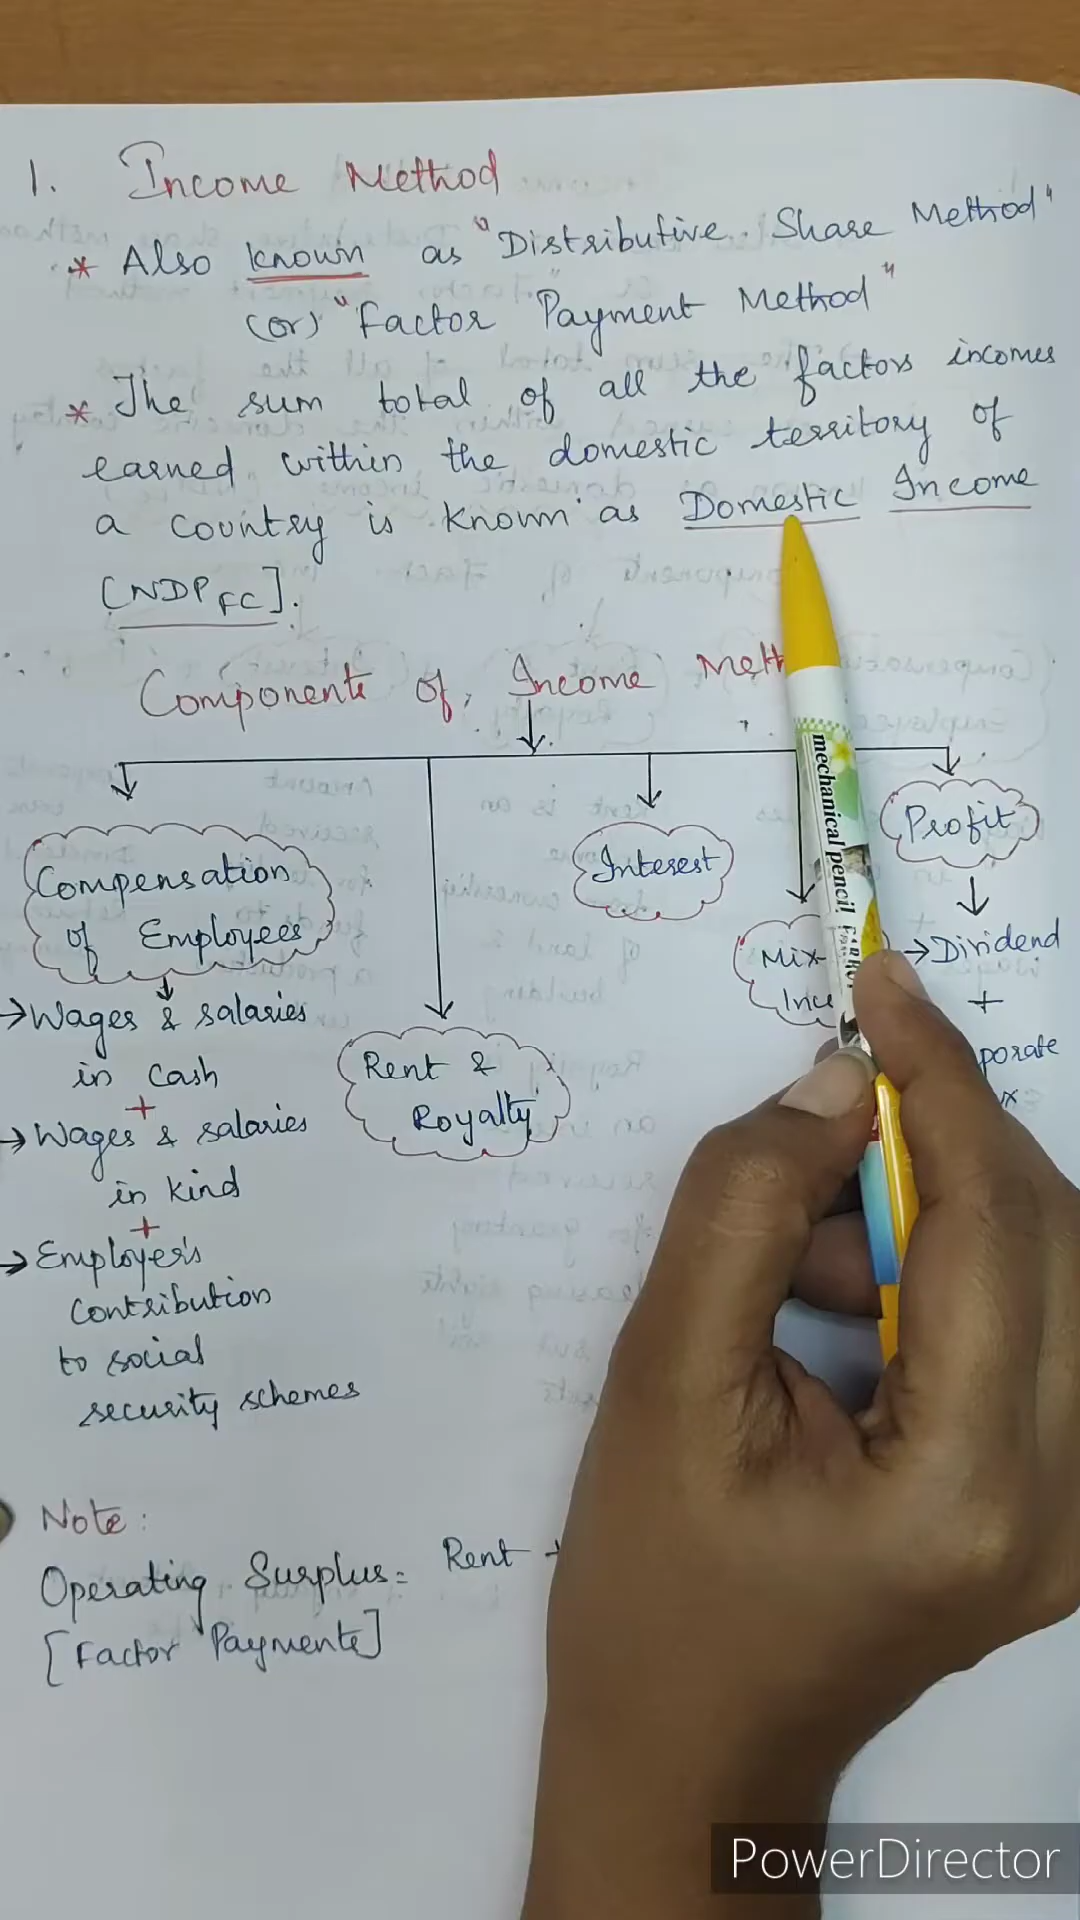 1. Income Method
* Also known as "Distributive Share Method"
(or) "Factor Payment Method"
* The sum total of all the factors incomes
earned within the domestic territory of
a country is known as Domestic Income
[NDP FC].
Components of Income Meth
Compensation
of Employees
→ Wages & salaries
in cash
+
→ Wages & salaries
in kind
+
→ Employer's
contribution
to social
security schemes
Rent &
Royalty
Interest
Mix
Inc
Profit
→ Dividend
+
porate
x
mechanical pencil
Note:
Operating Surplus = Rent +
[Factor Payments]
PowerDirector